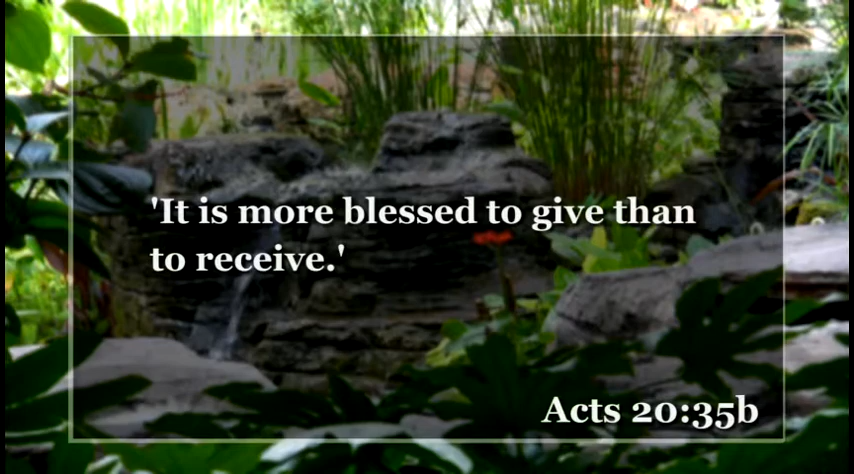 'It is more blessed to give than
to receive.'
Acts 20:35b